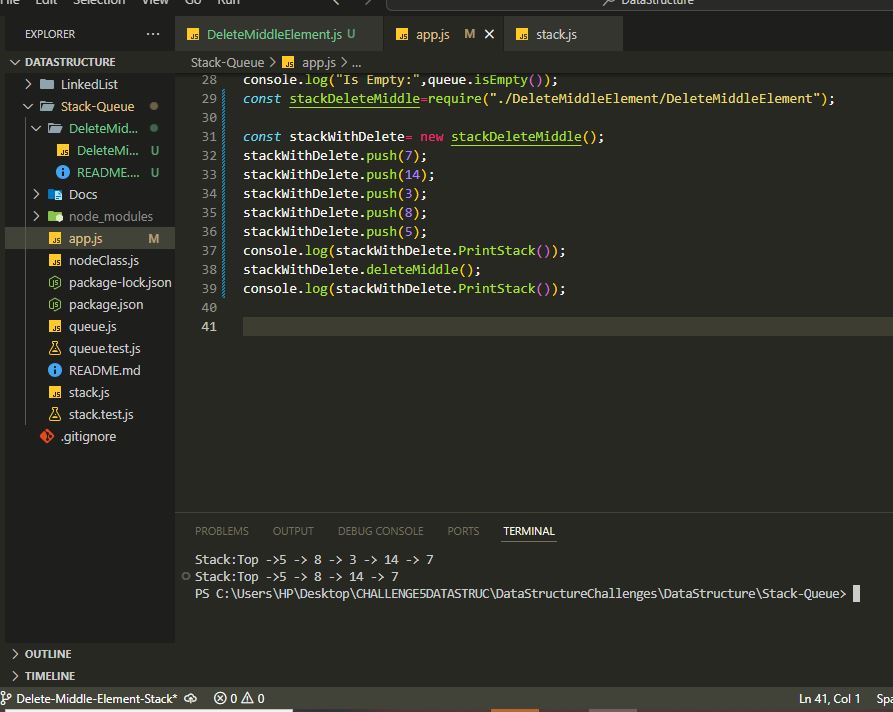 File Edit Selection View Go Run
DataStructure
EXPLORER ...
DeleteMiddleElement.js U
app.js M
stack.js
DATASTRUCTURE
Stack-Queue > app.js > ...
LinkedList
Stack-Queue
DeleteMid...
DeleteMi... U
README.... U
Docs
node_modules
app.js M
nodeClass.js
package-lock.json
package.json
queue.js
queue.test.js
README.md
stack.js
stack.test.js
.gitignore
28 console.log("Is Empty:",queue.isEmpty());
29 const stackDeleteMiddle=require("./DeleteMiddleElement/DeleteMiddleElement");
30
31 const stackWithDelete= new stackDeleteMiddle();
32 stackWithDelete.push(7);
33 stackWithDelete.push(14);
34 stackWithDelete.push(3);
35 stackWithDelete.push(8);
36 stackWithDelete.push(5);
37 console.log(stackWithDelete.PrintStack());
38 stackWithDelete.deleteMiddle();
39 console.log(stackWithDelete.PrintStack());
40
41
PROBLEMS OUTPUT DEBUG CONSOLE PORTS TERMINAL
Stack:Top ->5 -> 8 -> 3 -> 14 -> 7
Stack:Top ->5 -> 8 -> 14 -> 7
PS C:\Users\HP\Desktop\CHALLENGE5DATASTRUC\DataStructureChallenges\DataStructure\Stack-Queue>
OUTLINE
TIMELINE
Delete-Middle-Element-Stack* 0 0 Ln 41, Col 1